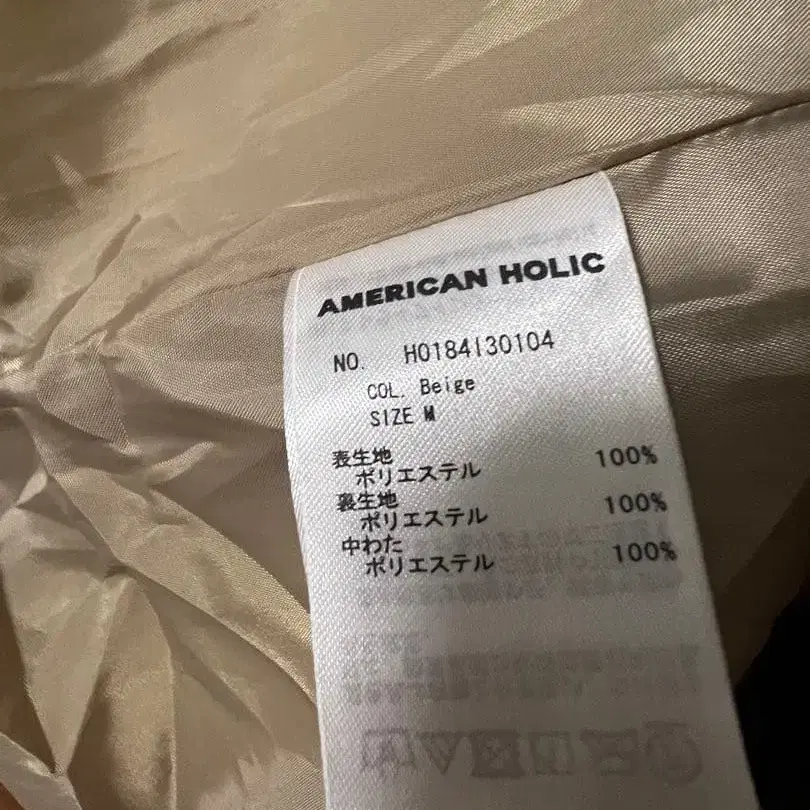 AMERICAN HOLIC
NO. H0184I30104
COL. Beige
SIZE M
表生地
ポリエステル 100%
裏生地
ポリエステル 100%
中わた
ポリエステル 100%